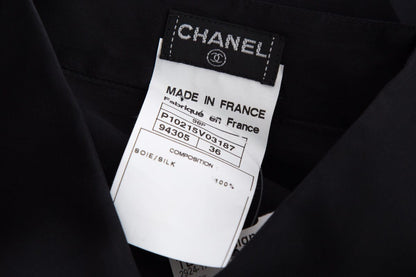 CHANEL
MADE IN FRANCE
Fabriqué en France
P10215V03187
94305 36
COMPOSITION
SOIE/SILK 100%